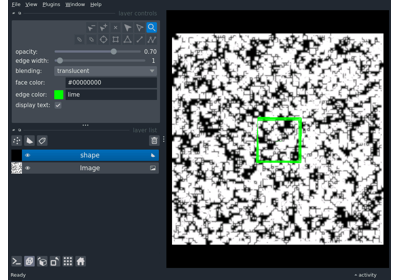 File View Plugins Window Help
layer controls
opacity: 0.70
edge width: 1
blending: translucent
face color: #00000000
edge color: lime
display text:
layer list
shape
Image
Ready
activity